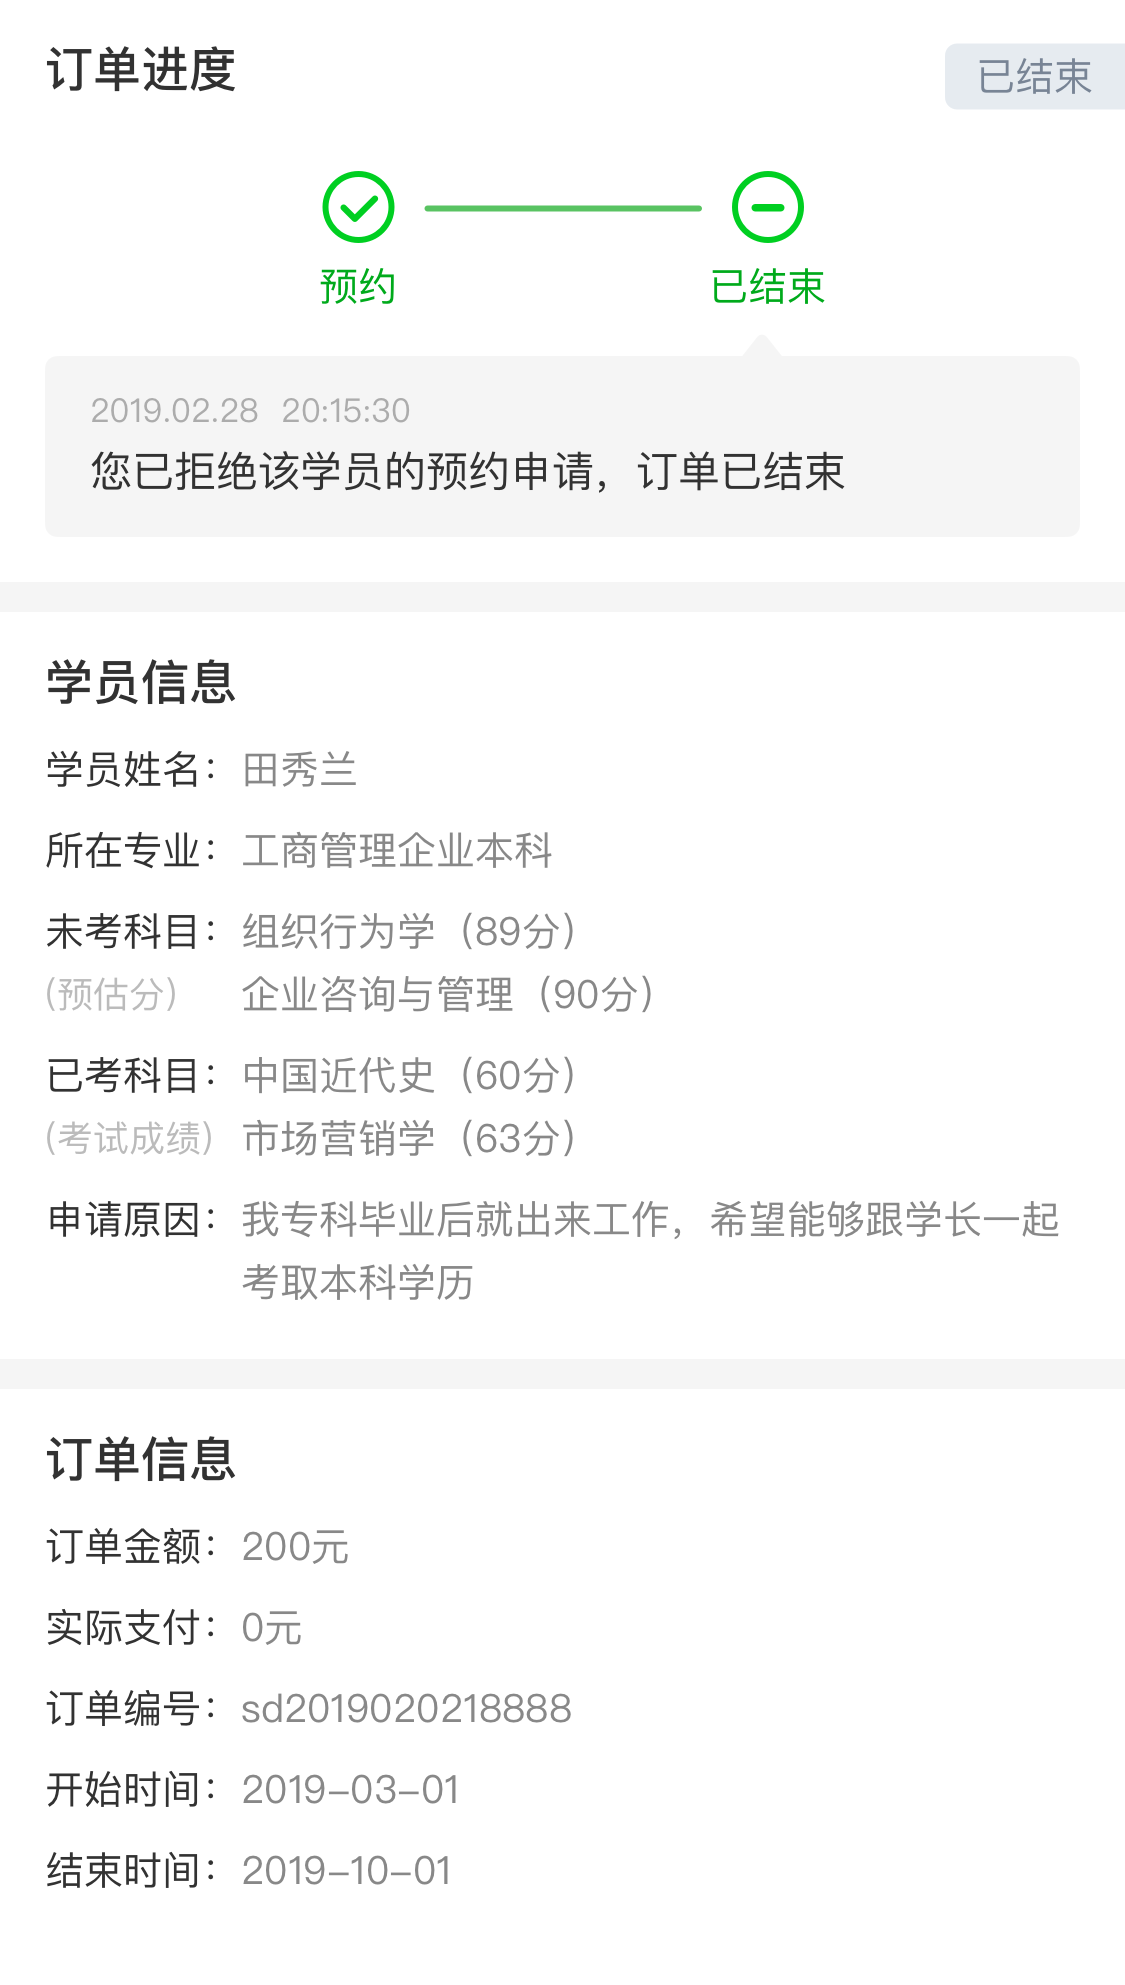 订单进度
已结束
预约
已结束
2019.02.28 20:15:30
您已拒绝该学员的预约申请，订单已结束
学员信息
学员姓名：田秀兰
所在专业：工商管理企业本科
未考科目：组织行为学（89分）
(预估分) 企业咨询与管理（90分）
已考科目：中国近代史（60分）
(考试成绩) 市场营销学（63分）
申请原因：我专科毕业后就出来工作，希望能够跟学长一起
考取本科学历
订单信息
订单金额：200元
实际支付：0元
订单编号：sd2019020218888
开始时间：2019-03-01
结束时间：2019-10-01